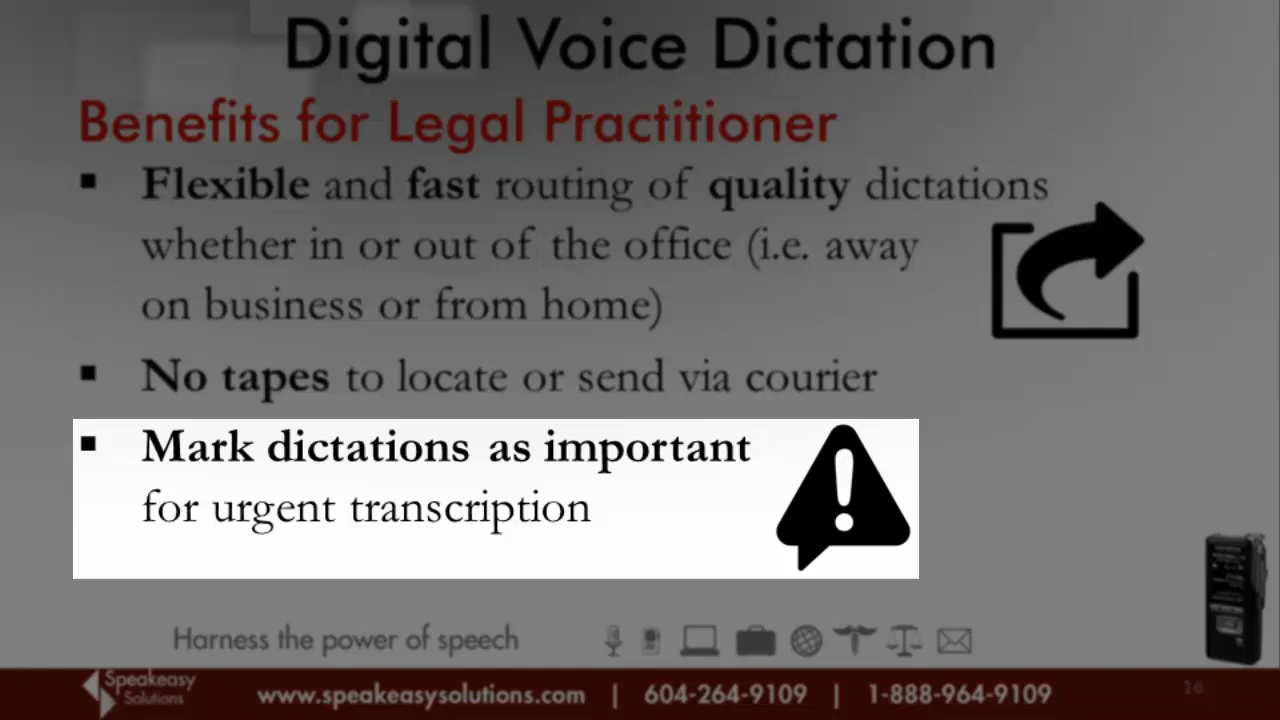 Digital Voice Dictation
Benefits for Legal Practitioner
▪ Flexible and fast routing of quality dictations
whether in or out of the office (i.e. away
on business or from home)
▪ No tapes to locate or send via courier
▪ Mark dictations as important
for urgent transcription
Harness the power of speech
Speakeasy
Solutions
www.speakeasysolutions.com | 604-264-9109 | 1-888-964-9109
16